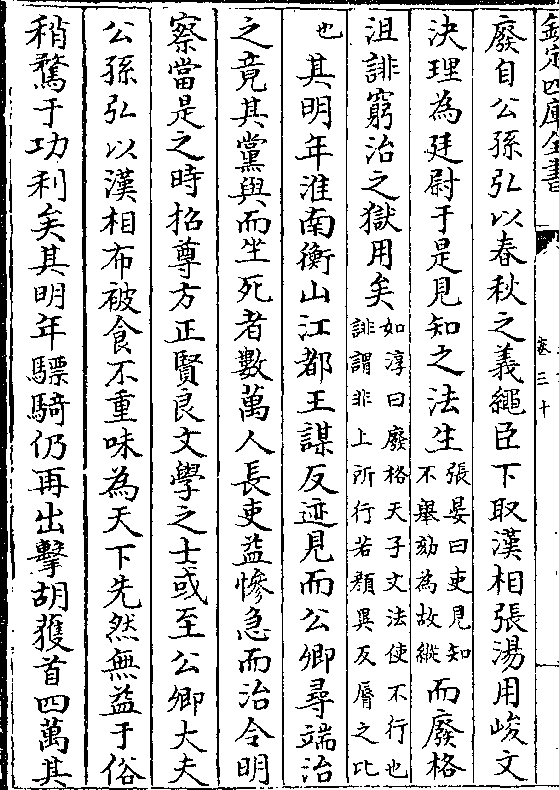 欽定四庫全書
卷三十
廢自公孫弘以春秋之義繩臣下取漢相張湯用峻文
決理為廷尉于是見知之法生張晏曰吏見知不舉劾為故縱而廢格
沮誹窮治之獄用矣如淳曰廢格天子文法使不行也誹謂非上所行若顔異反脣之比
也其明年淮南衡山江都王謀反迹見而公卿尋端治
之竟其黨與而坐死者數萬人長吏益慘急而治令明
察當是之時招尊方正賢良文學之士或至公卿大夫
公孫弘以漢相布被食不重味為天下先然無益于俗
稍騖于功利矣其明年驃騎仍再出擊胡獲首四萬其